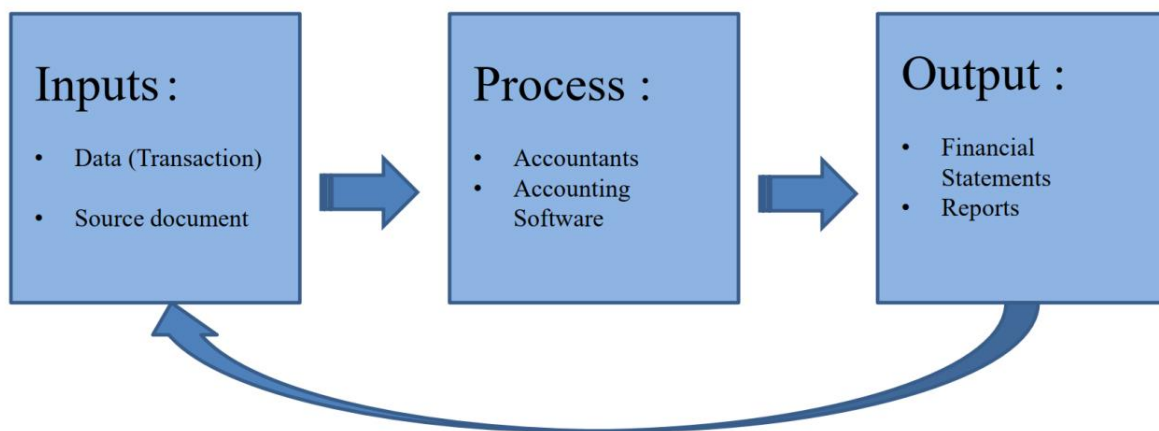 Inputs :
• Data (Transaction)
• Source document
Process :
• Accountants
• Accounting
Software
Output :
• Financial
Statements
• Reports